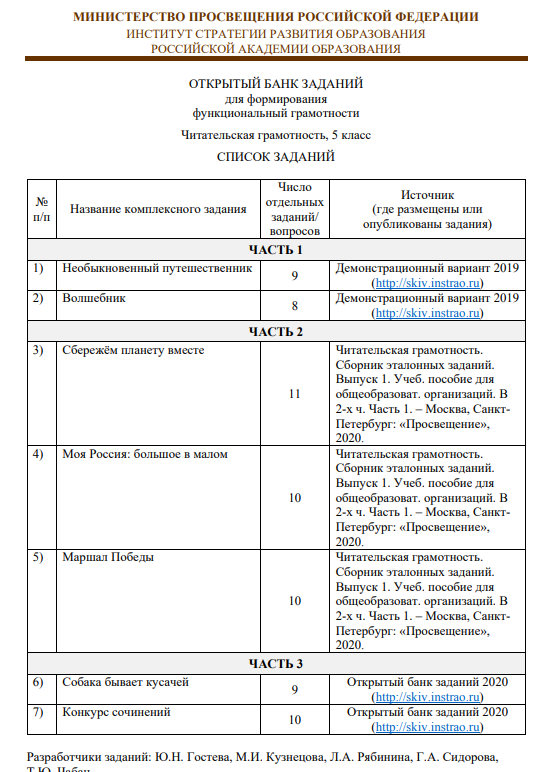 МИНИСТЕРСТВО ПРОСВЕЩЕНИЯ РОССИЙСКОЙ ФЕДЕРАЦИИ
ИНСТИТУТ СТРАТЕГИИ РАЗВИТИЯ ОБРАЗОВАНИЯ
РОССИЙСКОЙ АКАДЕМИИ ОБРАЗОВАНИЯ
ОТКРЫТЫЙ БАНК ЗАДАНИЙ
для формирования
функциональный грамотности
Читательская грамотность, 5 класс
СПИСОК ЗАДАНИЙ
№
п/п
Название комплексного задания
Число
отдельных
заданий/
вопросов
Источник
(где размещены или
опубликованы задания)
ЧАСТЬ 1
1) Необыкновенный путешественник 9 Демонстрационный вариант 2019
(http://skiv.instrao.ru)
2) Волшебник 8 Демонстрационный вариант 2019
(http://skiv.instrao.ru)
ЧАСТЬ 2
3) Сбережём планету вместе 11 Читательская грамотность.
Сборник эталонных заданий.
Выпуск 1. Учеб. пособие для
общеобразоват. организаций. В
2-х ч. Часть 1. – Москва, Санкт-
Петербург: «Просвещение»,
2020.
4) Моя Россия: большое в малом 10 Читательская грамотность.
Сборник эталонных заданий.
Выпуск 1. Учеб. пособие для
общеобразоват. организаций. В
2-х ч. Часть 1. – Москва, Санкт-
Петербург: «Просвещение»,
2020.
5) Маршал Победы 10 Читательская грамотность.
Сборник эталонных заданий.
Выпуск 1. Учеб. пособие для
общеобразоват. организаций. В
2-х ч. Часть 1. – Москва, Санкт-
Петербург: «Просвещение»,
2020.
ЧАСТЬ 3
6) Собака бывает кусачей 9 Открытый банк заданий 2020
(http://skiv.instrao.ru)
7) Конкурс сочинений 10 Открытый банк заданий 2020
(http://skiv.instrao.ru)
Разработчики заданий: Ю.Н. Гостева, М.И. Кузнецова, Л.А. Рябинина, Г.А. Сидорова,
Т.Ю. Чабан